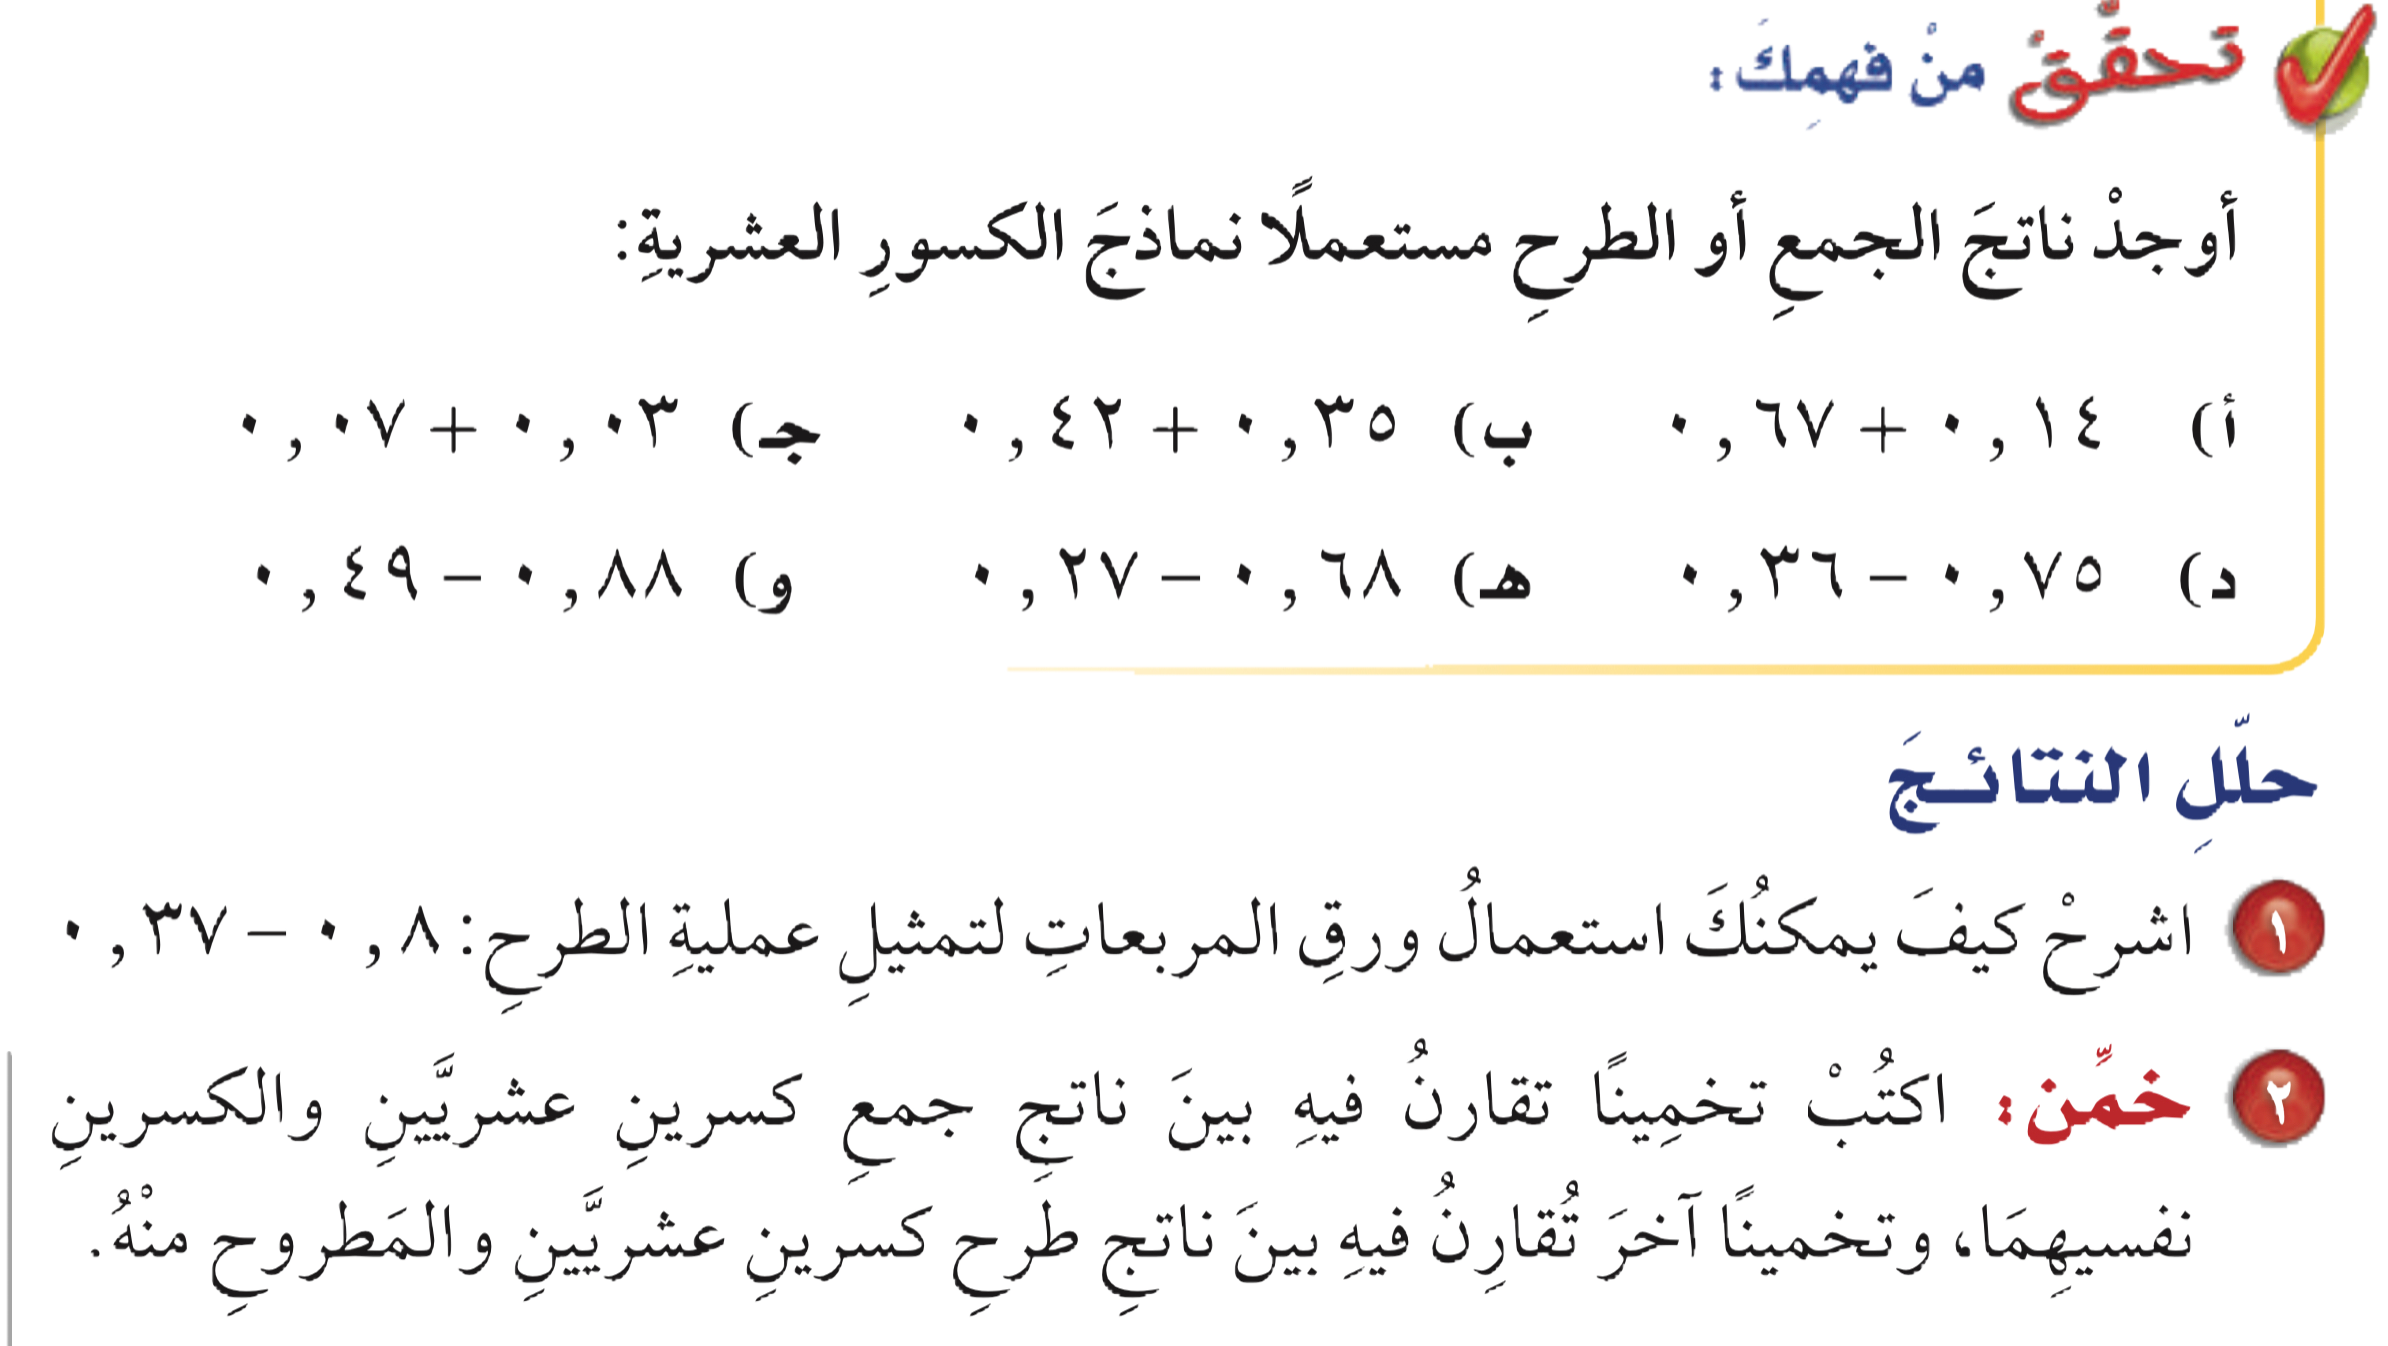 تحقَّقْ منْ فهمِكَ:
أوجدْ ناتجَ الجمعِ أو الطرحِ مستعملًا نماذجَ الكسورِ العشريةِ:
أ) ٠,١٤ + ٠,٦٧ ب) ٠,٣٥ + ٠,٤٢ جـ) ٠,٠٣ + ٠,٠٧
د) ٠,٧٥ – ٠,٣٦ هـ) ٠,٦٨ – ٠,٢٧ و) ٠,٨٨ – ٠,٤٩
حلّلِ النتائـجَ
١ اشرحْ كيفَ يمكنُكَ استعمالُ ورقِ المربعاتِ لتمثيلِ عمليةِ الطرحِ: ٠,٨ – ٠,٣٧
٢ خمِّن: اكتُبْ تخمِينًا تقارنُ فيهِ بينَ ناتجِ جمعِ كسرينِ عشريَّينِ والكسرينِ
نفسيهِمَا، وتخمينًا آخرَ تُقارِنُ فيهِ بينَ ناتجِ طرحِ كسرينِ عشريَّينِ والمَطروحِ منْهُ.